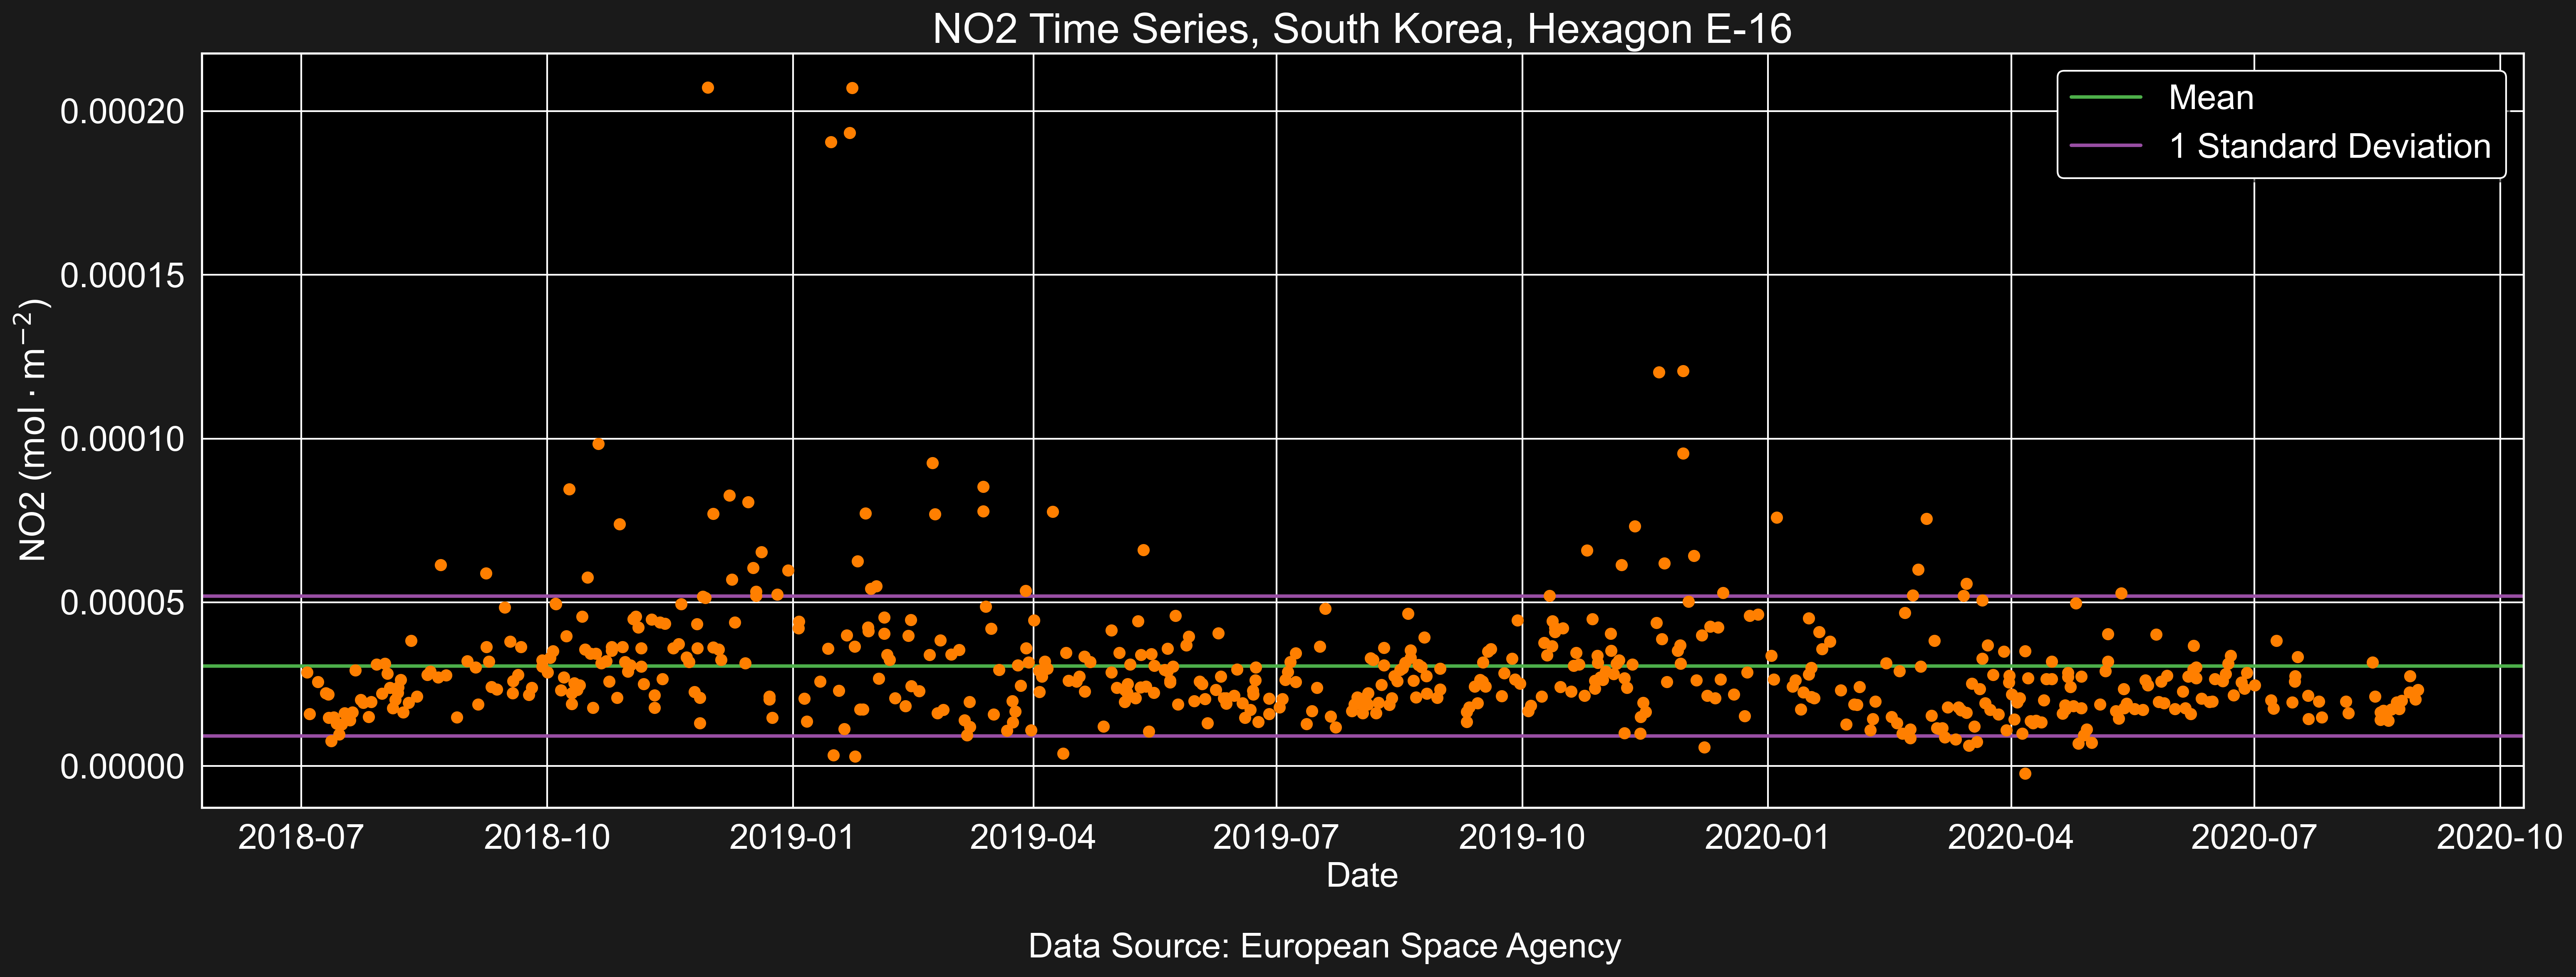 NO2 Time Series, South Korea, Hexagon E-16
Mean
1 Standard Deviation
0.00020
0.00015
0.00010
0.00005
0.00000
NO2 (mol · m⁻²)
2018-07 2018-10 2019-01 2019-04 2019-07 2019-10 2020-01 2020-04 2020-07 2020-10
Date
Data Source: European Space Agency